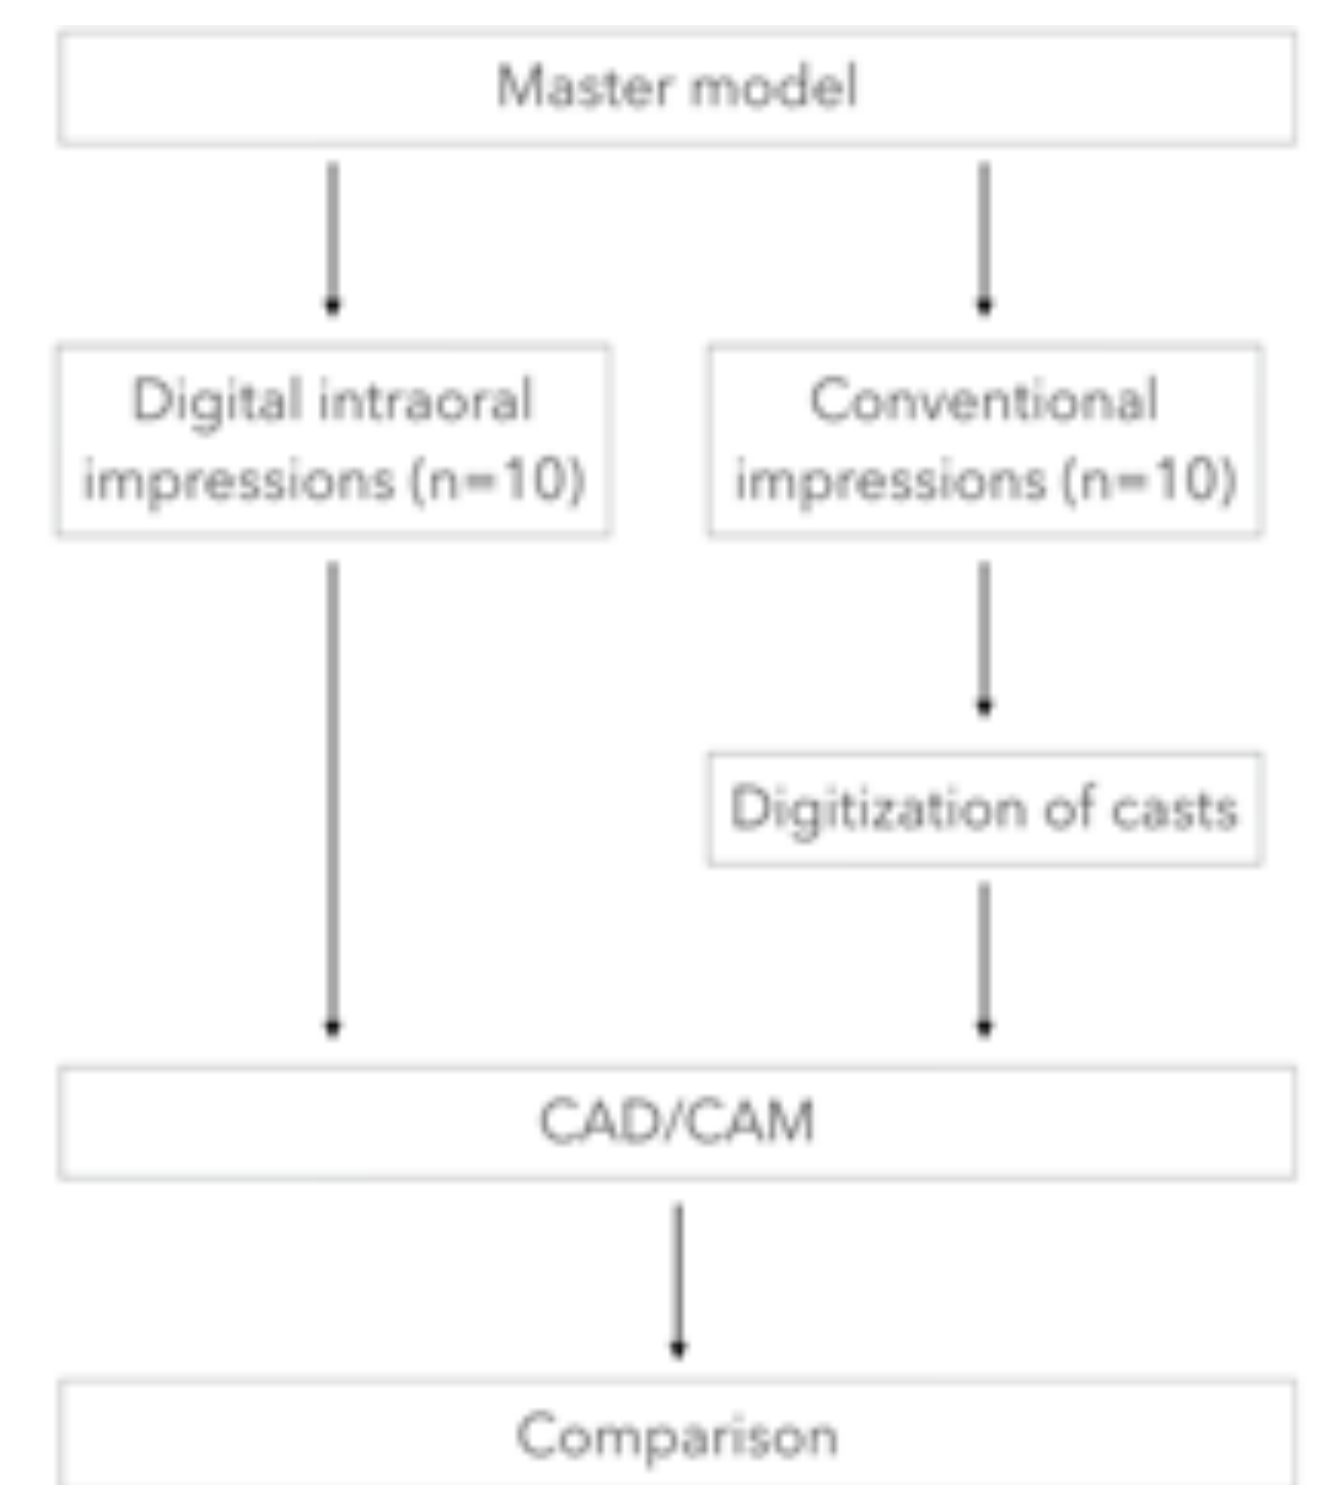 Master model
Digital intraoral
impressions (n=10)
Conventional
impressions (n=10)
Digitization of casts
CAD/CAM
Comparison